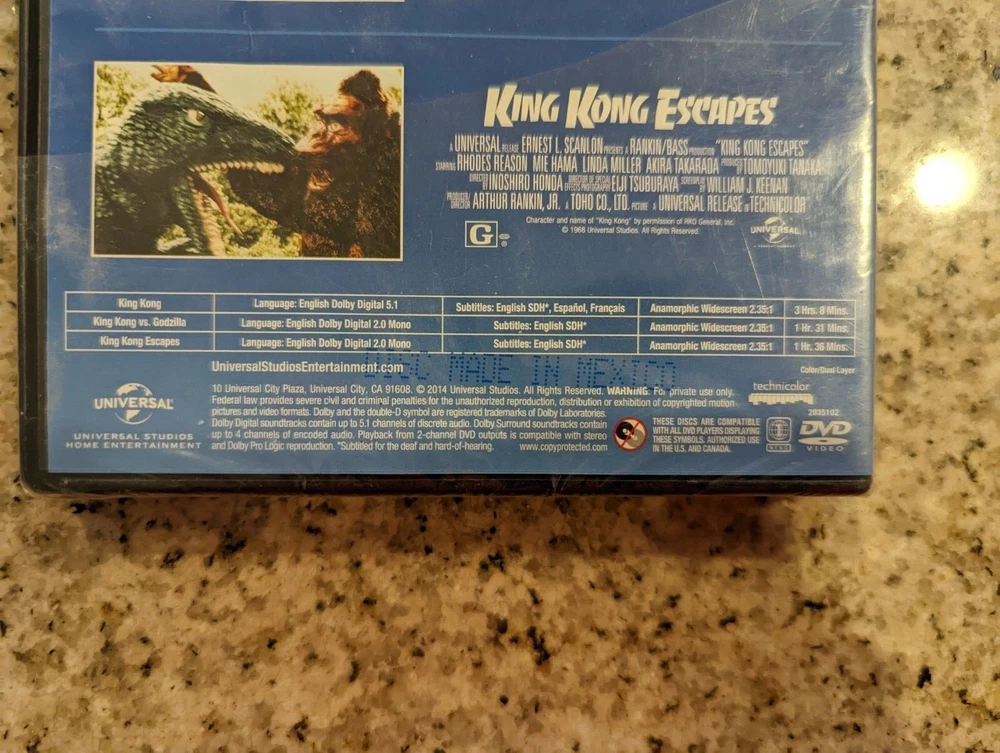 KING KONG ESCAPES
A UNIVERSAL RELEASE ERNEST L. SCANLON PRESENTS A RANKIN/BASS PRODUCTION "KING KONG ESCAPES"
STARRING RHODES REASON MIE HAMA LINDA MILLER AKIRA TAKARADA PRODUCED BY TOMOYUKI TANAKA
DIRECTED BY INOSHIRO HONDA DIRECTOR OF SPECIAL EFFECTS PHOTOGRAPHY EIJI TSUBURAYA SCREENPLAY BY WILLIAM J. KEENAN
PRODUCER/DIRECTOR ARTHUR RANKIN, JR. A TOHO CO., LTD. PICTURE A UNIVERSAL RELEASE IN TECHNICOLOR
Character and name of "King Kong" by permission of RKO General, Inc.
© 1968 Universal Studios. All Rights Reserved.
G
UNIVERSAL
King Kong Language: English Dolby Digital 5.1 Subtitles: English SDH*, Español, Français Anamorphic Widescreen 2.35:1 3 Hrs. 8 Mins.
King Kong vs. Godzilla Language: English Dolby Digital 2.0 Mono Subtitles: English SDH* Anamorphic Widescreen 2.35:1 1 Hr. 31 Mins.
King Kong Escapes Language: English Dolby Digital 2.0 Mono Subtitles: English SDH* Anamorphic Widescreen 2.35:1 1 Hr. 36 Mins.
DISC MADE IN MEXICO
UniversalStudiosEntertainment.com
Color/Dual Layer
10 Universal City Plaza, Universal City, CA 91608. © 2014 Universal Studios. All Rights Reserved. WARNING: For private use only.
Federal law provides severe civil and criminal penalties for the unauthorized reproduction, distribution or exhibition of copyrighted motion
pictures and video formats. Dolby and the double-D symbol are registered trademarks of Dolby Laboratories.
Dolby Digital soundtracks contain up to 5.1 channels of discrete audio. Dolby Surround soundtracks contain
up to 4 channels of encoded audio. Playback from 2-channel DVD outputs is compatible with stereo
and Dolby Pro Logic reproduction. *Subtitled for the deaf and hard-of-hearing.
www.copyprotected.com
UNIVERSAL
UNIVERSAL STUDIOS
HOME ENTERTAINMENT
THESE DISCS ARE COMPATIBLE
WITH ALL DVD PLAYERS DISPLAYING
THESE SYMBOLS. AUTHORIZED USE
IN THE U.S. AND CANADA.
technicolor
2035102
1
NTSC
DVD
VIDEO